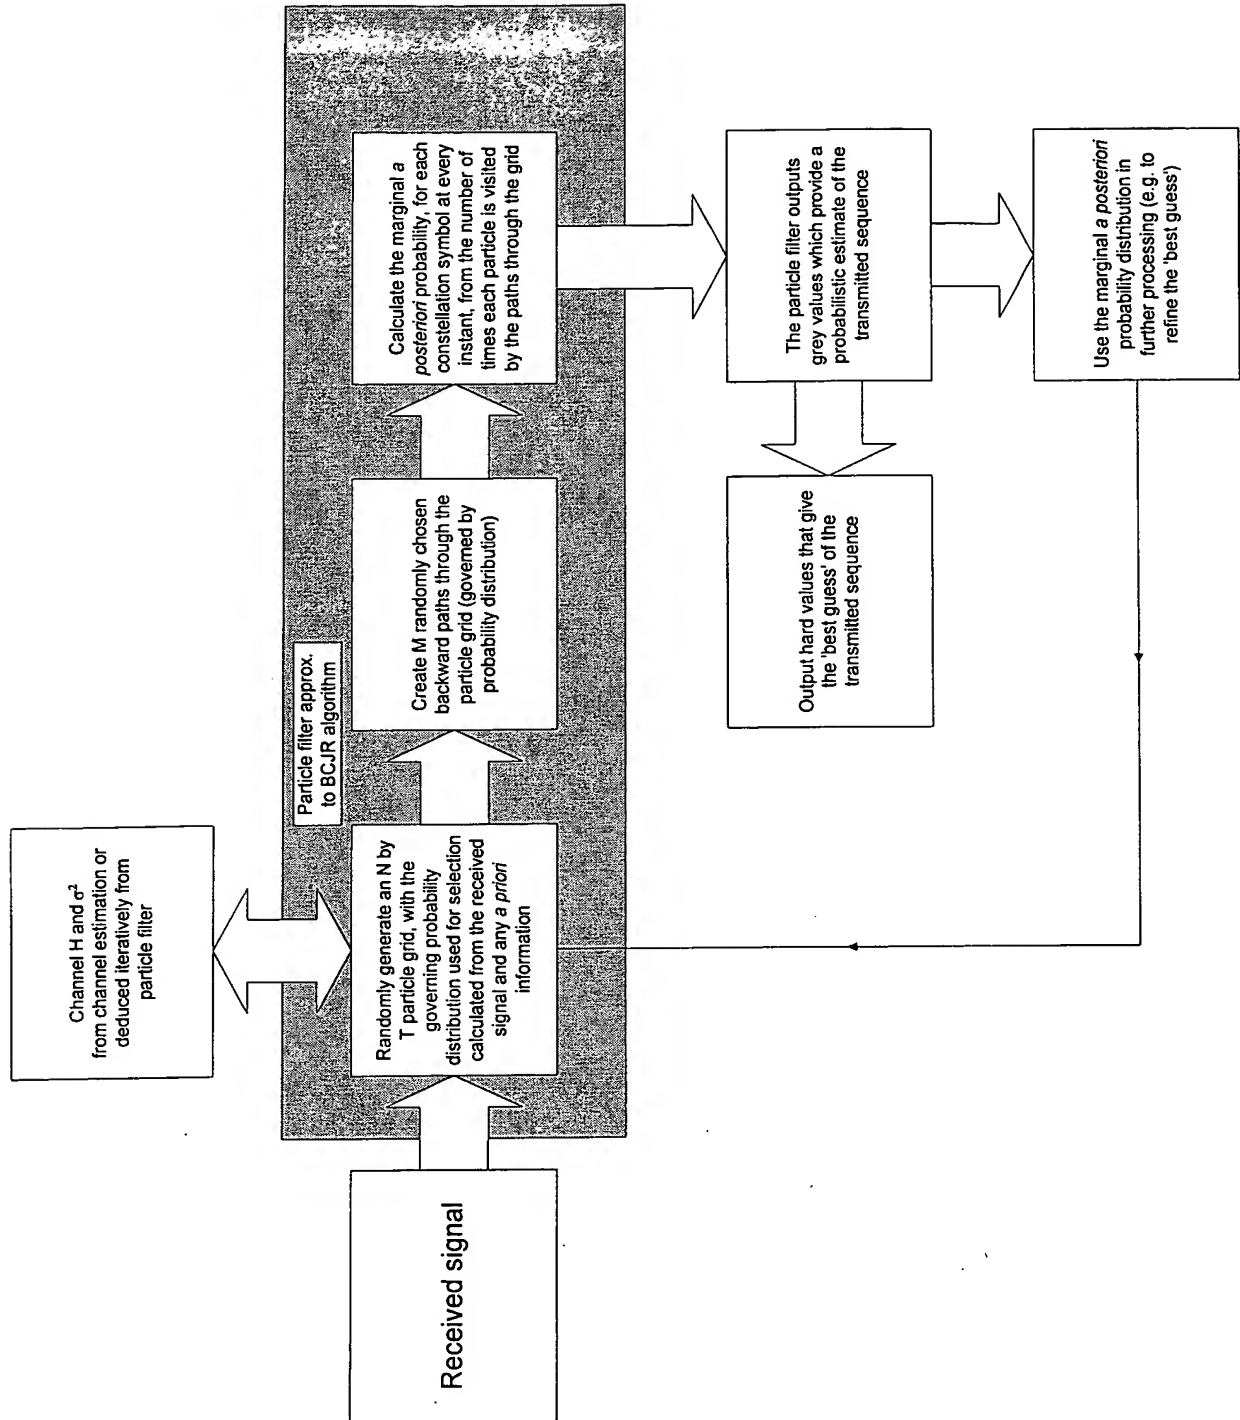 Channel H and σ²
from channel estimation or
deduced iteratively from
particle filter
Particle filter approx.
to BCJR algorithm
Received signal
Randomly generate an N by
T particle grid, with the
governing probability
distribution used for selection
calculated from the received
signal and any a priori
information
Create M randomly chosen
backward paths through the
particle grid (governed by
probability distribution)
Calculate the marginal a
posteriori probability, for each
constellation symbol at every
instant, from the number of
times each particle is visited
by the paths through the grid
Output hard values that give
the 'best guess' of the
transmitted sequence
The particle filter outputs
grey values which provide a
probabilistic estimate of the
transmitted sequence
Use the marginal a posteriori
probability distribution in
further processing (e.g. to
refine the 'best guess')